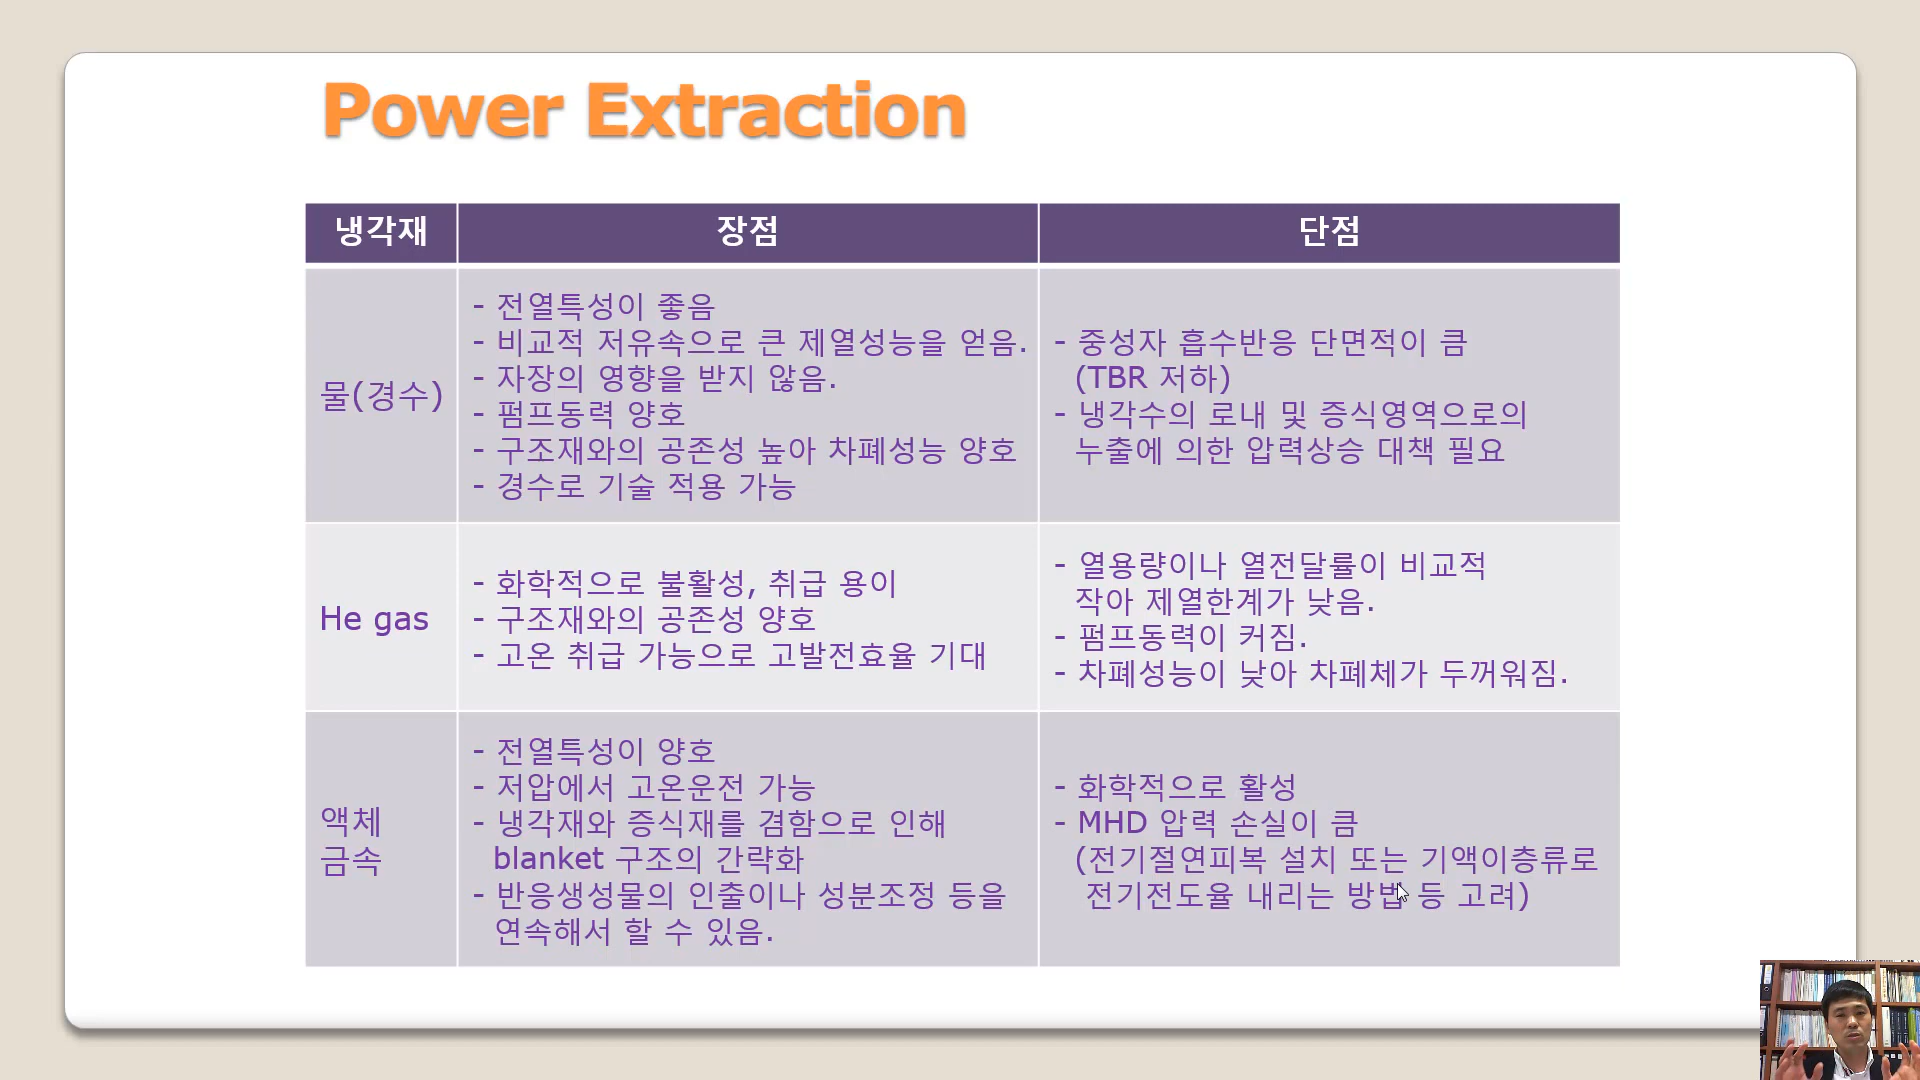 Power Extraction
냉각재
장점
단점
물(경수)
- 전열특성이 좋음
- 비교적 저유속으로 큰 제열성능을 얻음.
- 자장의 영향을 받지 않음.
- 펌프동력 양호
- 구조재와의 공존성 높아 차폐성능 양호
- 경수로 기술 적용 가능
- 중성자 흡수반응 단면적이 큼
(TBR 저하)
- 냉각수의 로내 및 증식영역으로의
누출에 의한 압력상승 대책 필요
He gas
- 화학적으로 불활성, 취급 용이
- 구조재와의 공존성 양호
- 고온 취급 가능으로 고발전효율 기대
- 열용량이나 열전달률이 비교적
작아 제열한계가 낮음.
- 펌프동력이 커짐.
- 차폐성능이 낮아 차폐체가 두꺼워짐.
액체
금속
- 전열특성이 양호
- 저압에서 고온운전 가능
- 냉각재와 증식재를 겸함으로 인해
blanket 구조의 간략화
- 반응생성물의 인출이나 성분조정 등을
연속해서 할 수 있음.
- 화학적으로 활성
- MHD 압력 손실이 큼
(전기절연피복 설치 또는 기액이층류로
전기전도율 내리는 방법 등 고려)